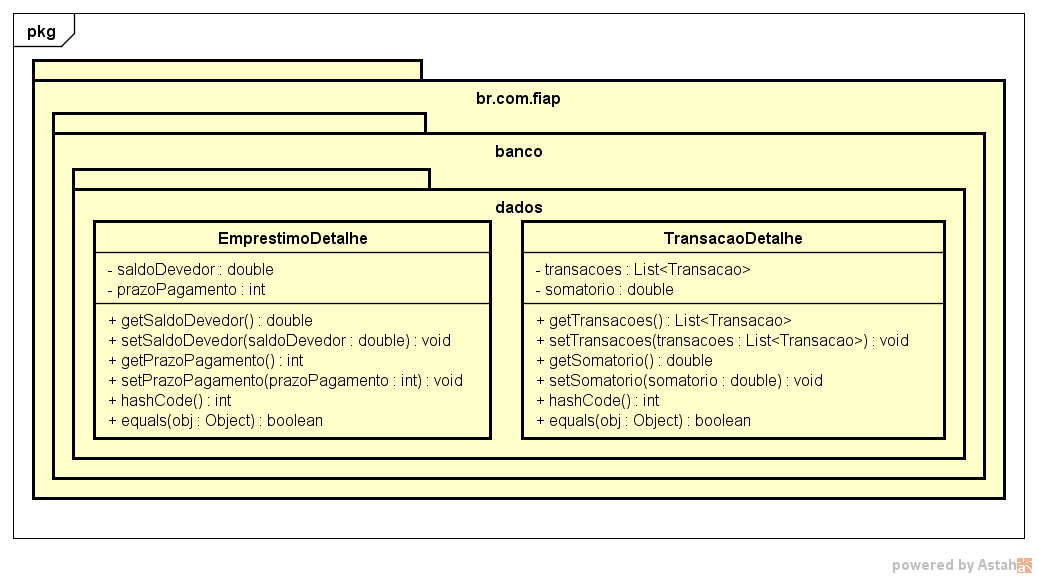 pkg
br.com.fiap
banco
dados
EmprestimoDetalhe
- saldoDevedor : double
- prazoPagamento : int
+ getSaldoDevedor() : double
+ setSaldoDevedor(saldoDevedor : double) : void
+ getPrazoPagamento() : int
+ setPrazoPagamento(prazoPagamento : int) : void
+ hashCode() : int
+ equals(obj : Object) : boolean
TransacaoDetalhe
- transacoes : List<Transacao>
- somatorio : double
+ getTransacoes() : List<Transacao>
+ setTransacoes(transacoes : List<Transacao>) : void
+ getSomatorio() : double
+ setSomatorio(somatorio : double) : void
+ hashCode() : int
+ equals(obj : Object) : boolean
powered by Astah